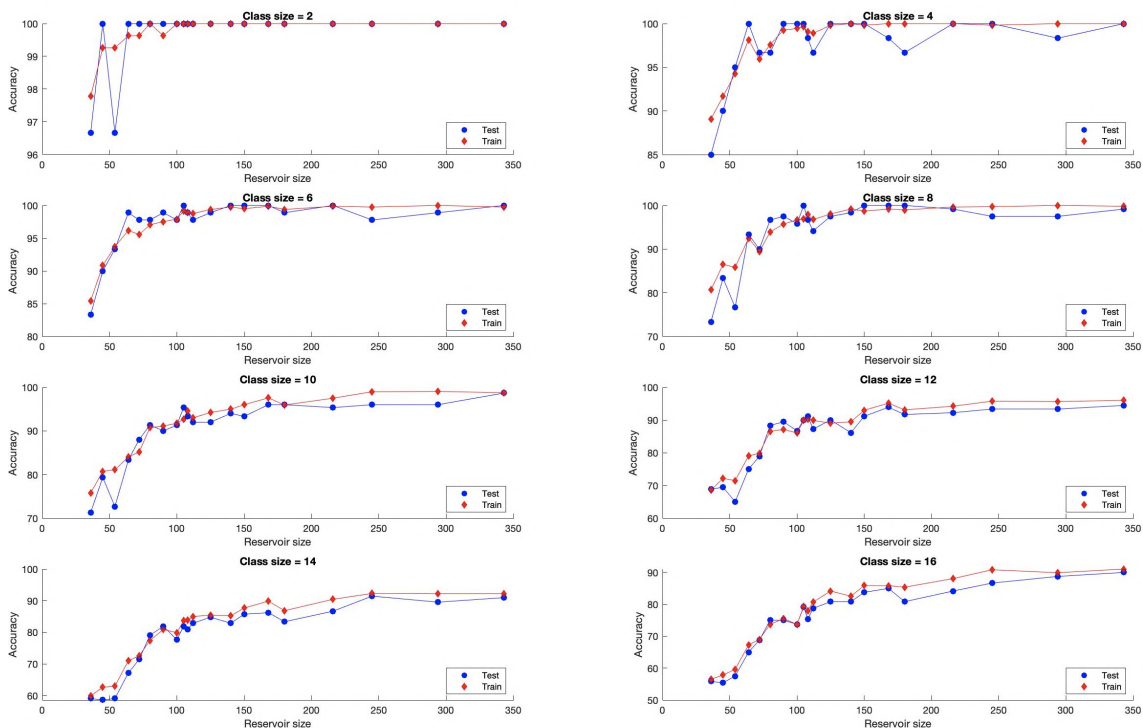 Class size = 2
100
99
98
97
96
Accuracy
0 50 100 150 200 250 300 350
Reservoir size
Test
Train
Class size = 4
100
95
90
85
Accuracy
0 50 100 150 200 250 300 350
Reservoir size
Test
Train
Class size = 6
100
95
90
85
80
Accuracy
0 50 100 150 200 250 300 350
Reservoir size
Test
Train
Class size = 8
100
90
80
70
Accuracy
0 50 100 150 200 250 300 350
Reservoir size
Test
Train
Class size = 10
100
90
80
70
Accuracy
0 50 100 150 200 250 300 350
Reservoir size
Test
Train
Class size = 12
100
90
80
70
60
Accuracy
0 50 100 150 200 250 300 350
Reservoir size
Test
Train
Class size = 14
100
90
80
70
60
Accuracy
0 50 100 150 200 250 300 350
Reservoir size
Test
Train
Class size = 16
90
80
70
60
50
Accuracy
0 50 100 150 200 250 300 350
Reservoir size
Test
Train